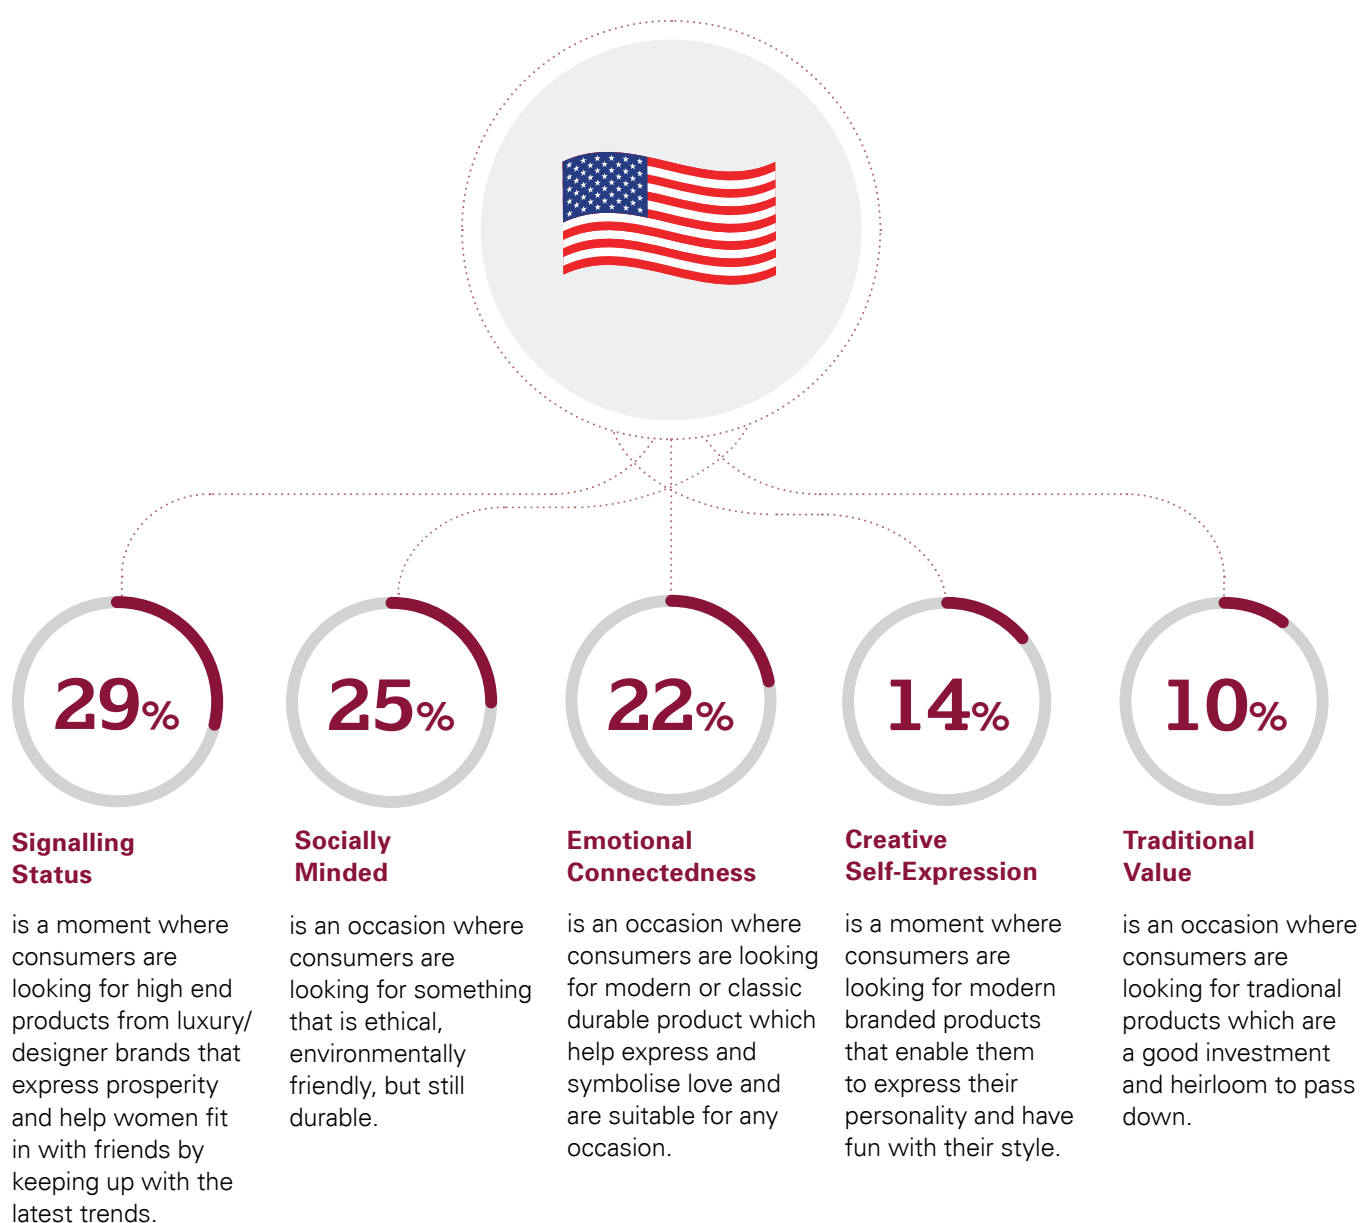 29%
Signalling
Status
is a moment where
consumers are
looking for high end
products from luxury/
designer brands that
express prosperity
and help women fit
in with friends by
keeping up with the
latest trends.
25%
Socially
Minded
is an occasion where
consumers are
looking for something
that is ethical,
environmentally
friendly, but still
durable.
22%
Emotional
Connectedness
is an occasion where
consumers are looking
for modern or classic
durable product which
help express and
symbolise love and
are suitable for any
occasion.
14%
Creative
Self-Expression
is a moment where
consumers are
looking for modern
branded products
that enable them
to express their
personality and have
fun with their style.
10%
Traditional
Value
is an occasion where
consumers are
looking for tradional
products which are
a good investment
and heirloom to pass
down.